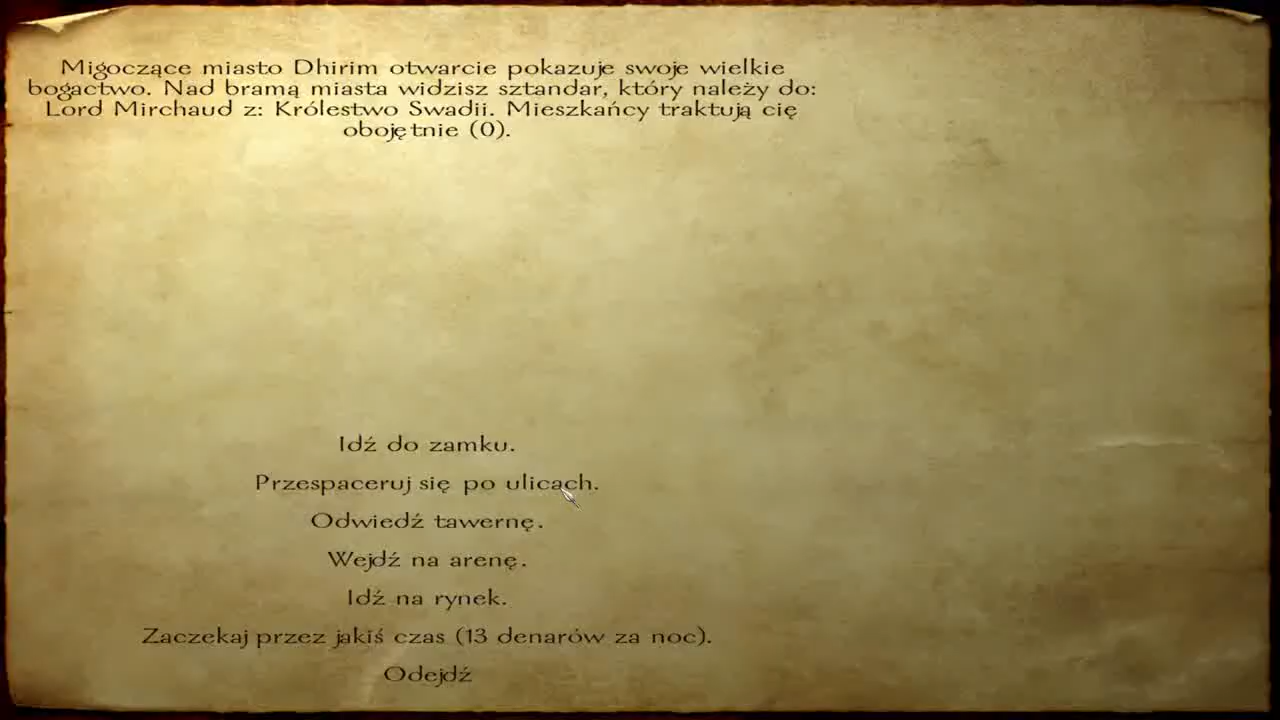 Migoczące miasto Dhirim otwarcie pokazuje swoje wielkie
bogactwo. Nad bramą miasta widzisz sztandar, który należy do:
Lord Mirchaud z: Królestwo Swadii. Mieszkańcy traktują cię
obojętnie (0).
Idź do zamku.
Przespaceruj się po ulicach.
Odwiedź tawernę.
Wejdź na arenę.
Idź na rynek.
Zaczekaj przez jakiś czas (13 denarów za noc).
Odejdź